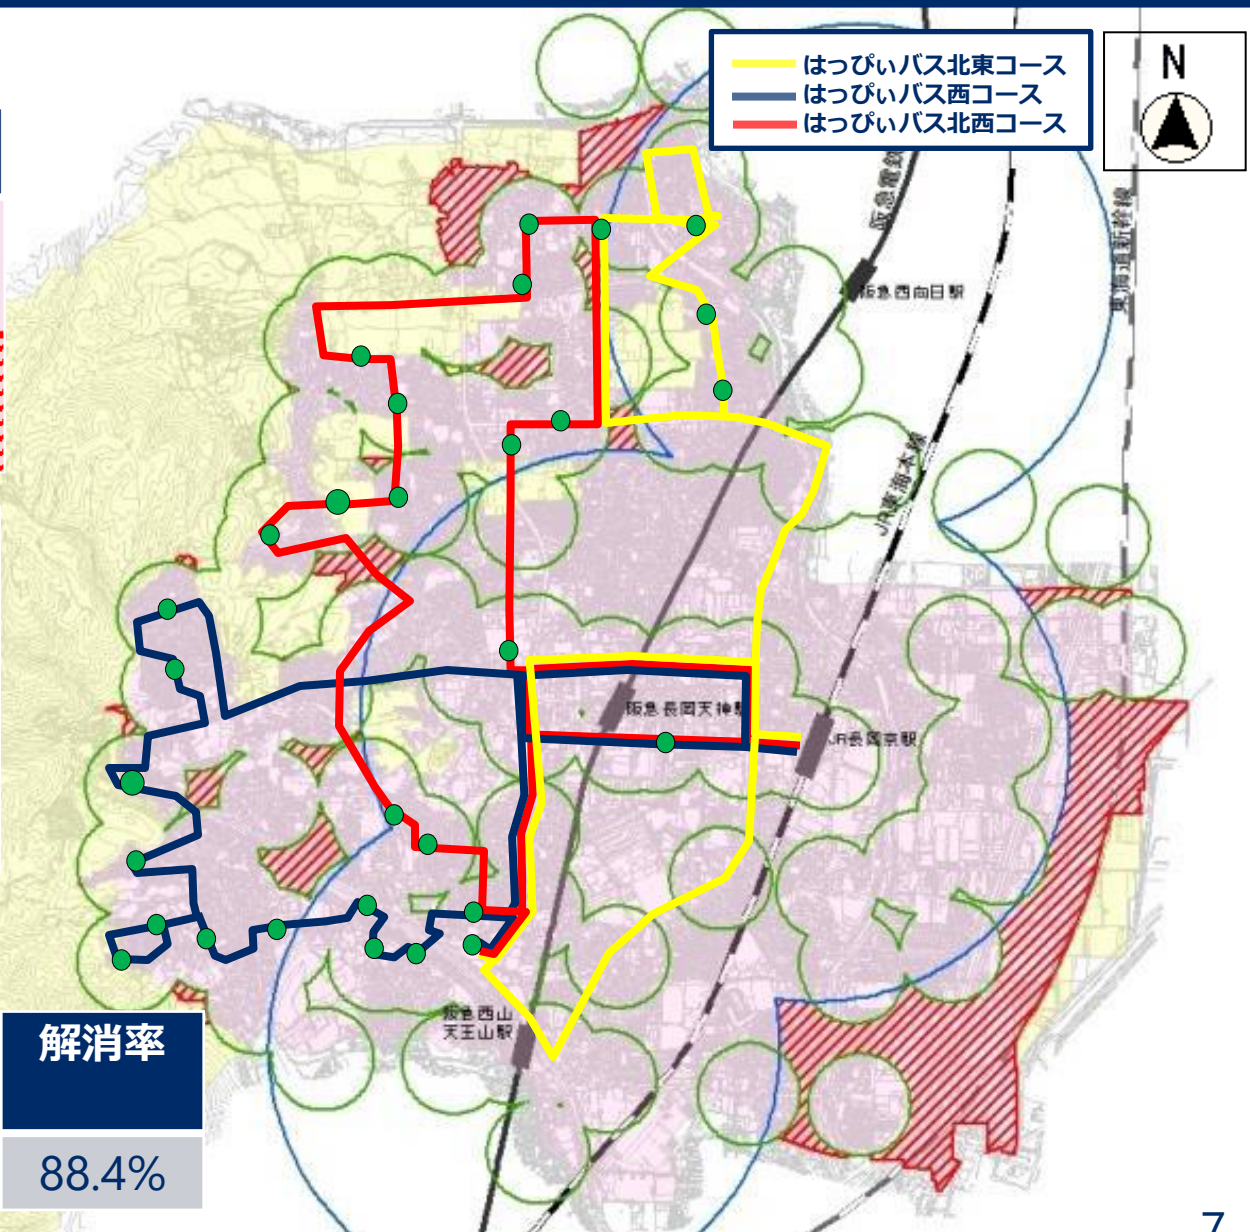 はっぴぃバス北東コース
はっぴぃバス西コース
はっぴぃバス北西コース
N
阪急電鉄
阪急西向日駅
東海道新幹線
JR東海本線
阪急長岡天神駅
JR長岡京駅
阪急西山
天王山駅
解消率
88.4%
7